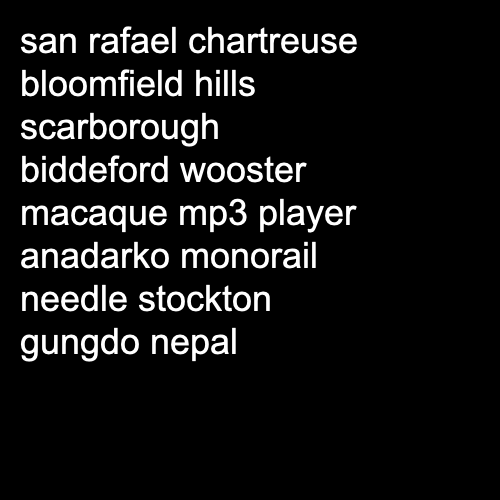 san rafael chartreuse
bloomfield hills
scarborough
biddeford wooster
macaque mp3 player
anadarko monorail
needle stockton
gungdo nepal